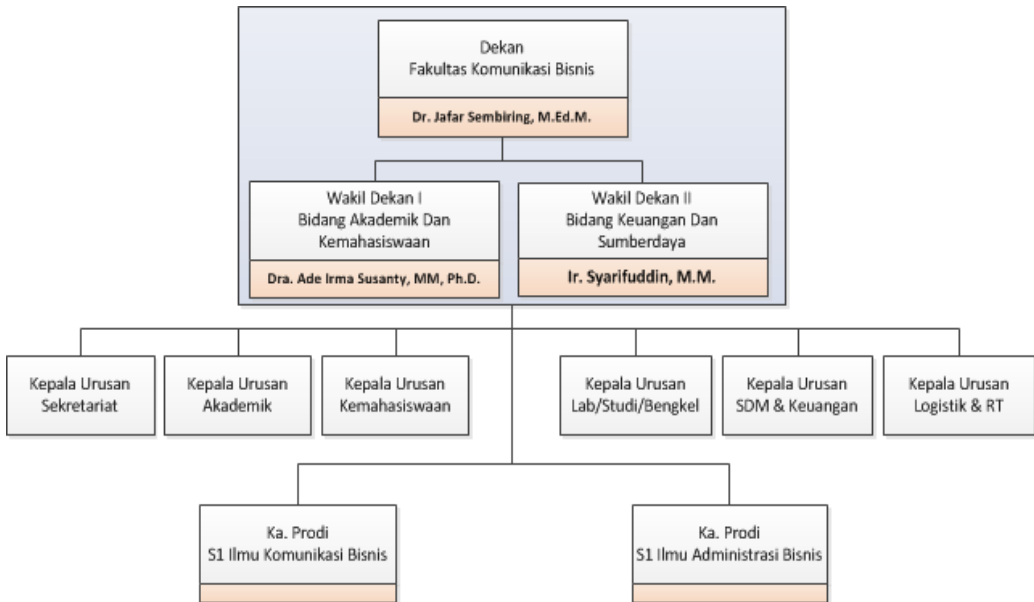 Dekan
Fakultas Komunikasi Bisnis
Dr. Jafar Sembiring, M.Ed.M.
Wakil Dekan I
Bidang Akademik Dan
Kemahasiswaan
Dra. Ade Irma Susanty, MM, Ph.D.
Wakil Dekan II
Bidang Keuangan Dan
Sumberdaya
Ir. Syarifuddin, M.M.
Kepala Urusan
Sekretariat
Kepala Urusan
Akademik
Kepala Urusan
Kemahasiswaan
Kepala Urusan
Lab/Studi/Bengkel
Kepala Urusan
SDM & Keuangan
Kepala Urusan
Logistik & RT
Ka. Prodi
S1 Ilmu Komunikasi Bisnis
Ka. Prodi
S1 Ilmu Administrasi Bisnis